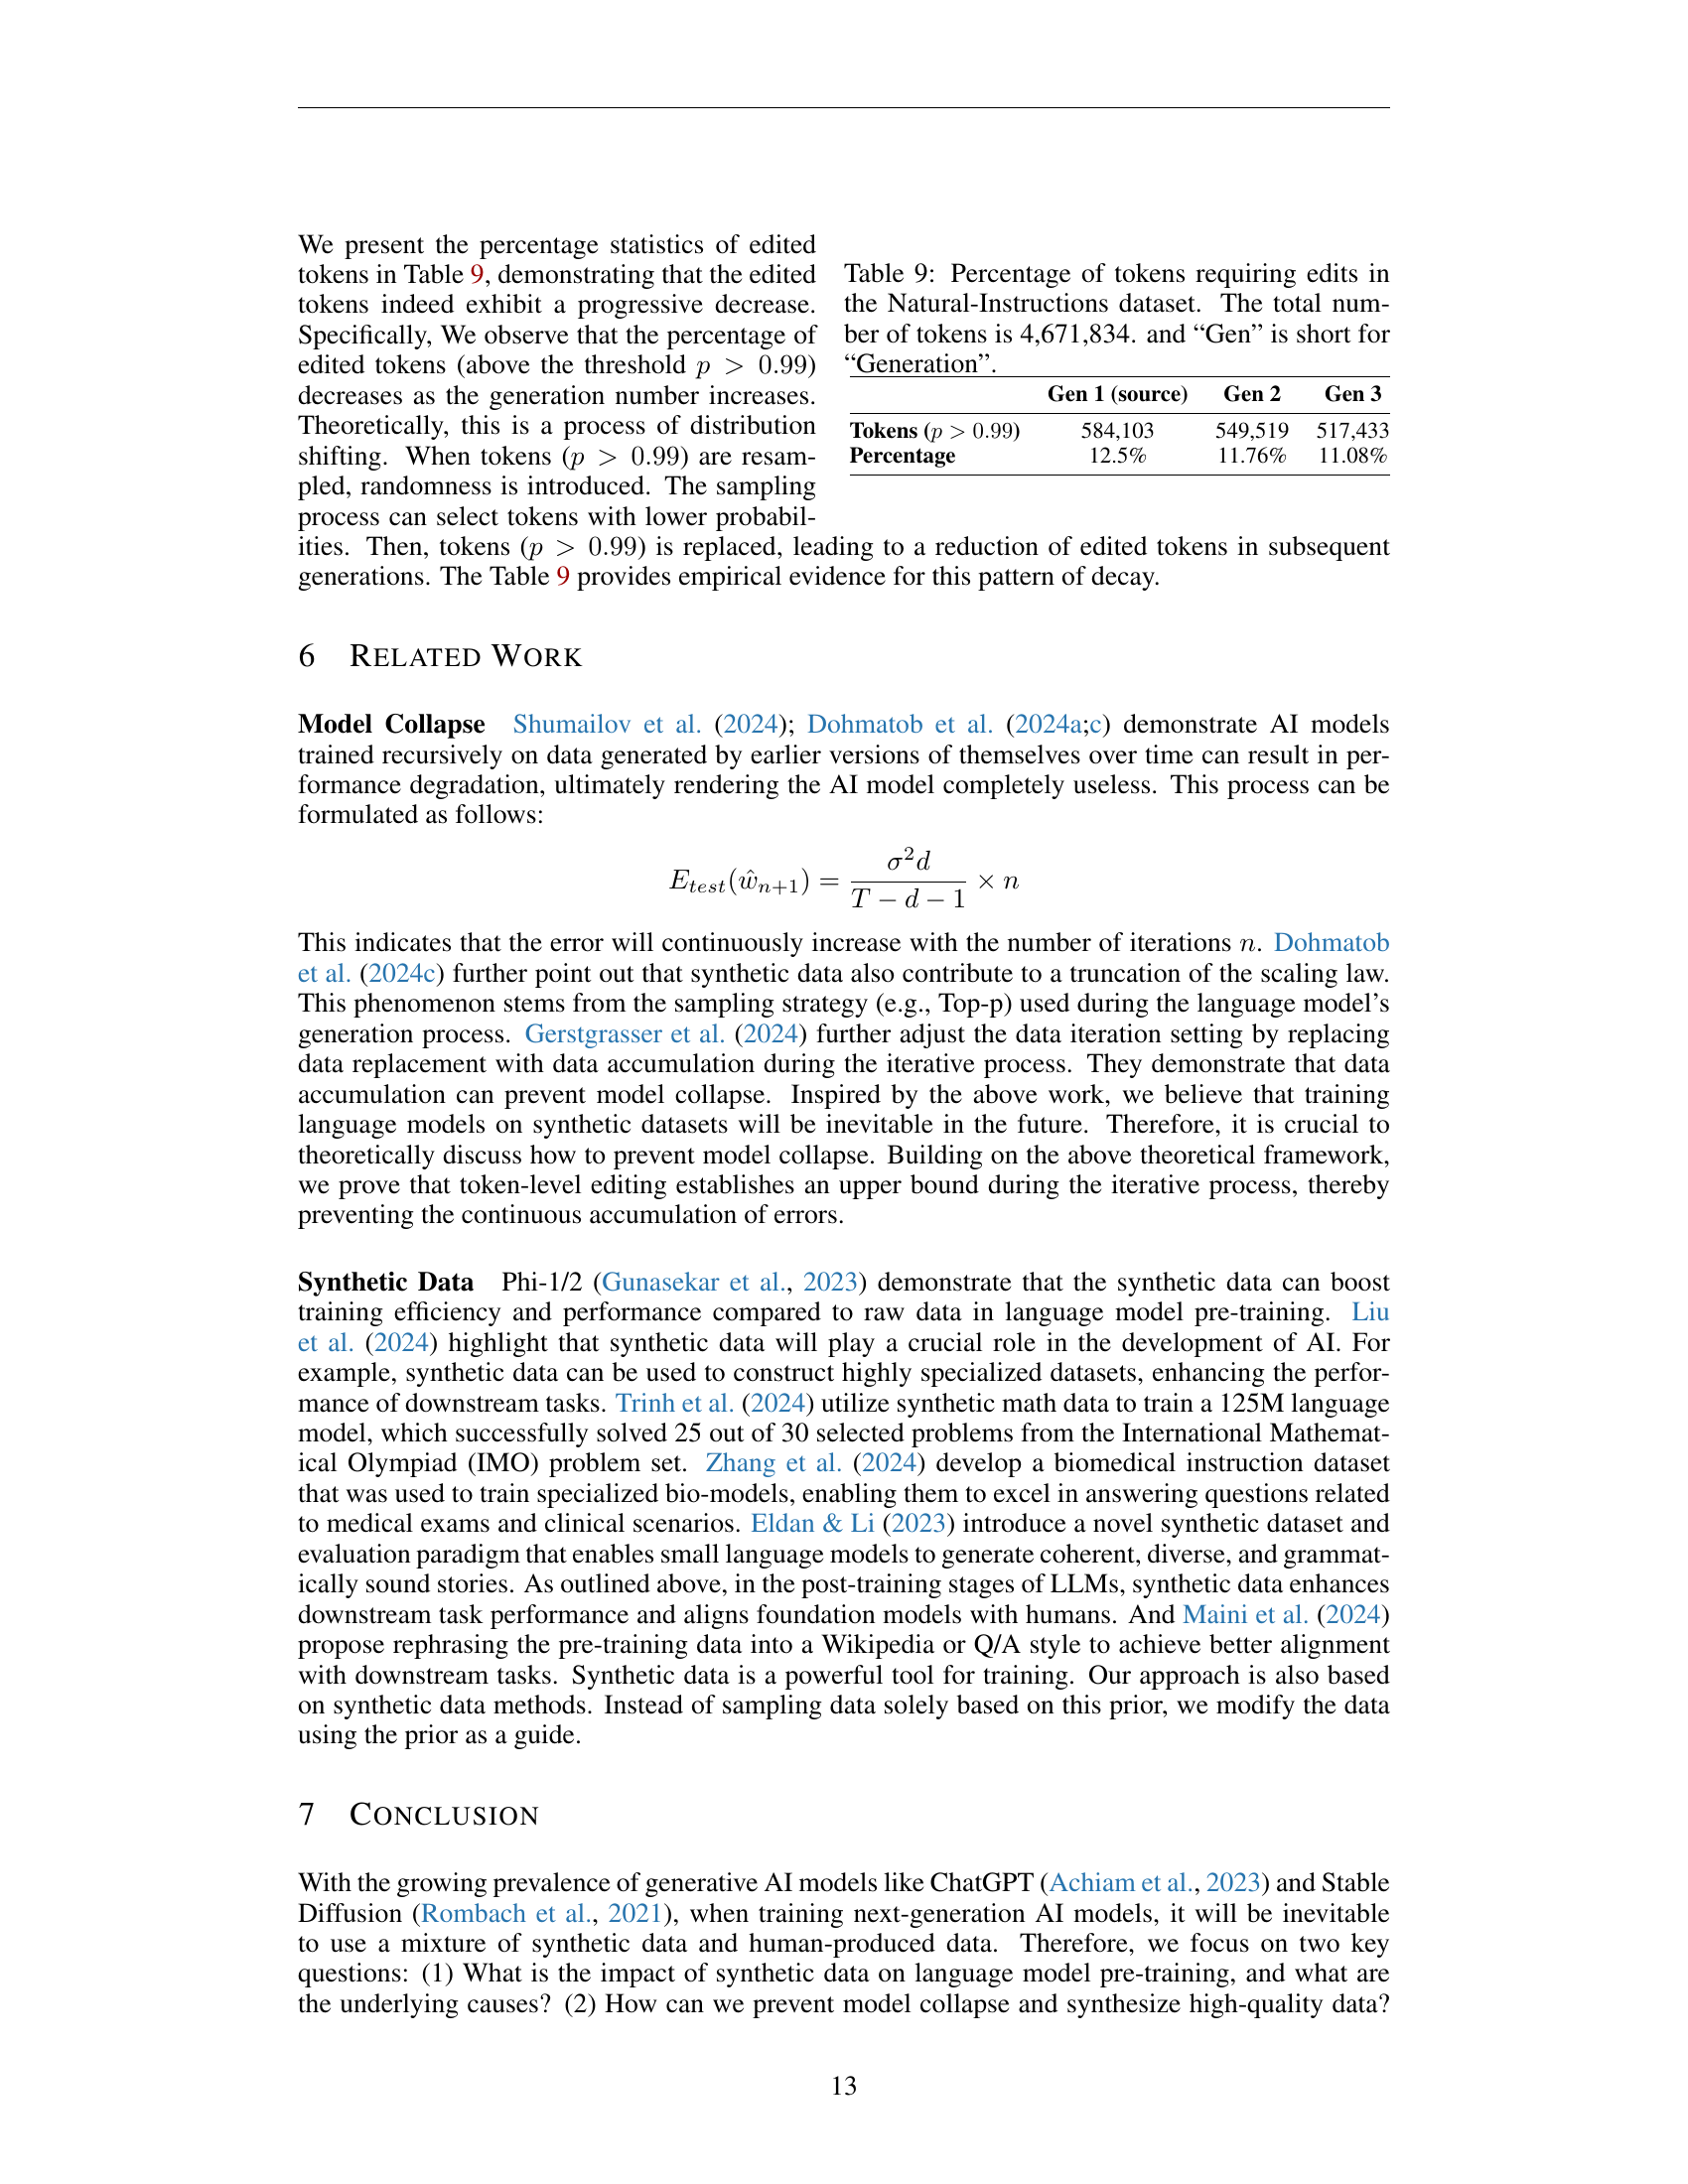 We present the percentage statistics of edited
tokens in Table 9, demonstrating that the edited
tokens indeed exhibit a progressive decrease.
Specifically, We observe that the percentage of
edited tokens (above the threshold p > 0.99)
decreases as the generation number increases.
Theoretically, this is a process of distribution
shifting. When tokens (p > 0.99) are resam-
pled, randomness is introduced. The sampling
process can select tokens with lower probabil-
ities. Then, tokens (p > 0.99) is replaced, leading to a reduction of edited tokens in subsequent
generations. The Table 9 provides empirical evidence for this pattern of decay.
Table 9: Percentage of tokens requiring edits in
the Natural-Instructions dataset. The total num-
ber of tokens is 4,671,834. and “Gen” is short for
“Generation”.
Gen 1 (source) Gen 2 Gen 3
Tokens (p > 0.99) 584,103 549,519 517,433
Percentage 12.5% 11.76% 11.08%
6 RELATED WORK
Model Collapse Shumailov et al. (2024); Dohmatob et al. (2024a;c) demonstrate AI models
trained recursively on data generated by earlier versions of themselves over time can result in per-
formance degradation, ultimately rendering the AI model completely useless. This process can be
formulated as follows:
E_{test}(ŵ_{n+1}) = \frac{σ^2 d}{T − d − 1} × n
This indicates that the error will continuously increase with the number of iterations n. Dohmatob
et al. (2024c) further point out that synthetic data also contribute to a truncation of the scaling law.
This phenomenon stems from the sampling strategy (e.g., Top-p) used during the language model’s
generation process. Gerstgrasser et al. (2024) further adjust the data iteration setting by replacing
data replacement with data accumulation during the iterative process. They demonstrate that data
accumulation can prevent model collapse. Inspired by the above work, we believe that training
language models on synthetic datasets will be inevitable in the future. Therefore, it is crucial to
theoretically discuss how to prevent model collapse. Building on the above theoretical framework,
we prove that token-level editing establishes an upper bound during the iterative process, thereby
preventing the continuous accumulation of errors.
Synthetic Data Phi-1/2 (Gunasekar et al., 2023) demonstrate that the synthetic data can boost
training efficiency and performance compared to raw data in language model pre-training. Liu
et al. (2024) highlight that synthetic data will play a crucial role in the development of AI. For
example, synthetic data can be used to construct highly specialized datasets, enhancing the perfor-
mance of downstream tasks. Trinh et al. (2024) utilize synthetic math data to train a 125M language
model, which successfully solved 25 out of 30 selected problems from the International Mathemat-
ical Olympiad (IMO) problem set. Zhang et al. (2024) develop a biomedical instruction dataset
that was used to train specialized bio-models, enabling them to excel in answering questions related
to medical exams and clinical scenarios. Eldan & Li (2023) introduce a novel synthetic dataset and
evaluation paradigm that enables small language models to generate coherent, diverse, and grammat-
ically sound stories. As outlined above, in the post-training stages of LLMs, synthetic data enhances
downstream task performance and aligns foundation models with humans. And Maini et al. (2024)
propose rephrasing the pre-training data into a Wikipedia or Q/A style to achieve better alignment
with downstream tasks. Synthetic data is a powerful tool for training. Our approach is also based
on synthetic data methods. Instead of sampling data solely based on this prior, we modify the data
using the prior as a guide.
7 CONCLUSION
With the growing prevalence of generative AI models like ChatGPT (Achiam et al., 2023) and Stable
Diffusion (Rombach et al., 2021), when training next-generation AI models, it will be inevitable
to use a mixture of synthetic data and human-produced data. Therefore, we focus on two key
questions: (1) What is the impact of synthetic data on language model pre-training, and what are
the underlying causes? (2) How can we prevent model collapse and synthesize high-quality data?
13